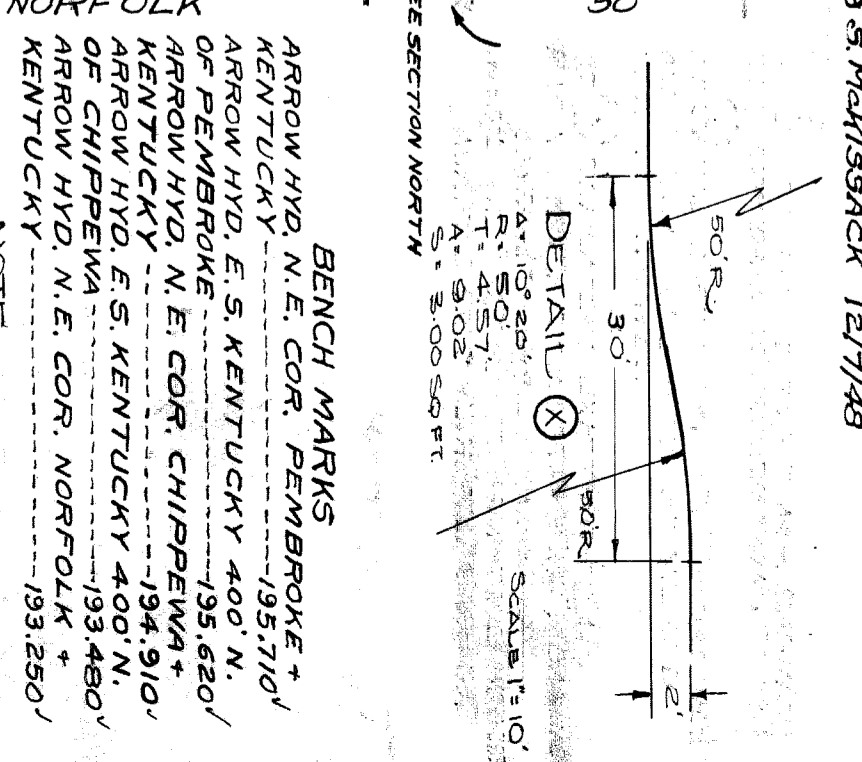 S. McKISSACK 12/7/48
50'R
30'
2'
50'R
DETAIL X
SCALE 1"=10'
Δ= 10° 20'
R= 50'
T= 4.57'
A= 9.02
S= 3.00 SQ FT.
30
SEE SECTION NORTH
NORFOLK
BENCH MARKS
ARROW HYD. N.E. COR. PEMBROKE +
KENTUCKY ------------195.710√
ARROW HYD. E.S. KENTUCKY 400' N.
OF PEMBROKE ------------195.620√
ARROW HYD. N.E. COR. CHIPPEWA +
KENTUCKY ------------194.910√
ARROW HYD. E.S. KENTUCKY 400' N.
OF CHIPPEWA ------------193.480√
ARROW HYD. N.E. COR. NORFOLK +
KENTUCKY ------------193.250√
NOTE